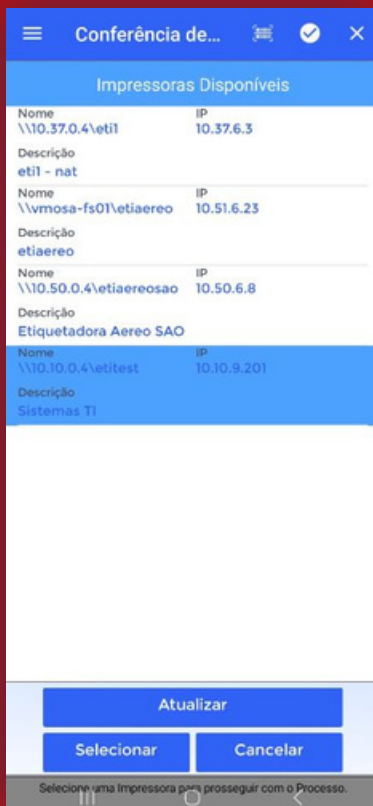 Conferência de...
Impressoras Disponíveis
Nome IP
\\10.37.0.4\eti1 10.37.6.3
Descrição
eti1 - nat
Nome IP
\\vmosa-fs01\etiaereo 10.51.6.23
Descrição
etiaereo
Nome IP
\\10.50.0.4\etiaereosao 10.50.6.8
Descrição
Etiquetadora Aereo SAO
Nome IP
\\10.10.0.4\etitest 10.10.9.201
Descrição
Sistemas TI
Atualizar
Selecionar Cancelar
Selecione uma Impressora para prosseguir com o Processo.